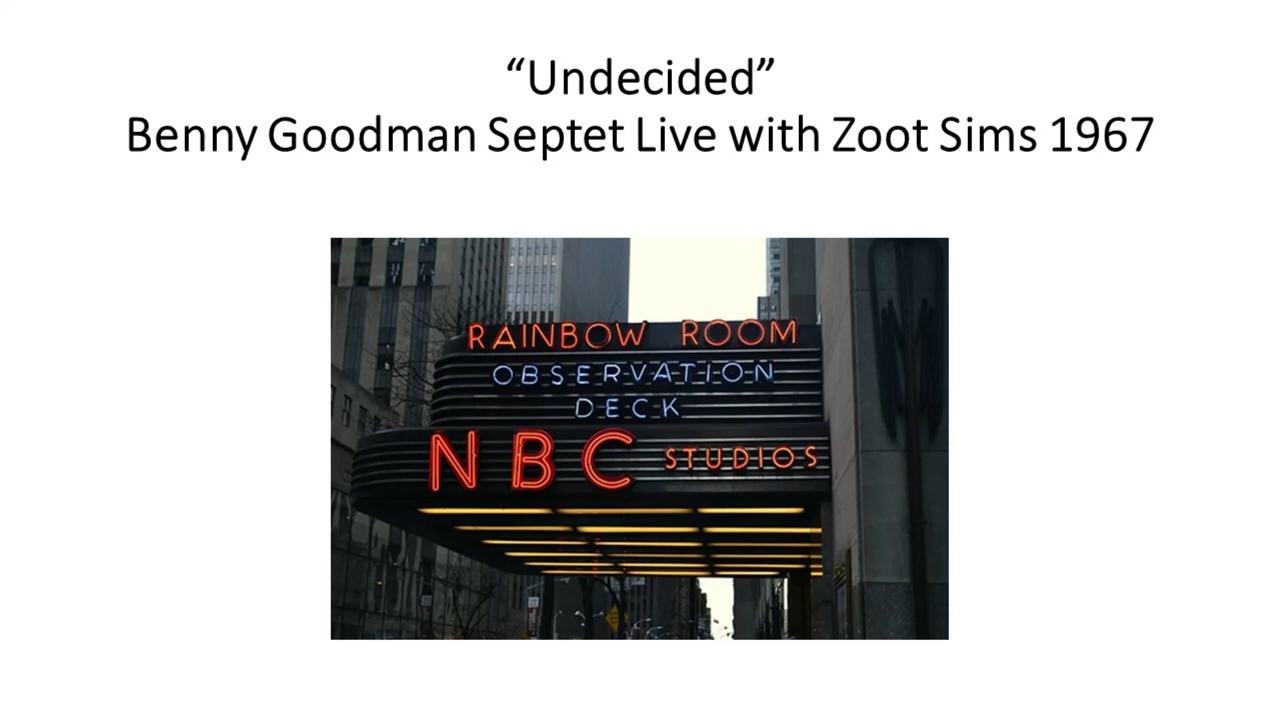 “Undecided”
Benny Goodman Septet Live with Zoot Sims 1967
RAINBOW ROOM
OBSERVATION
DECK
NBC STUDIOS